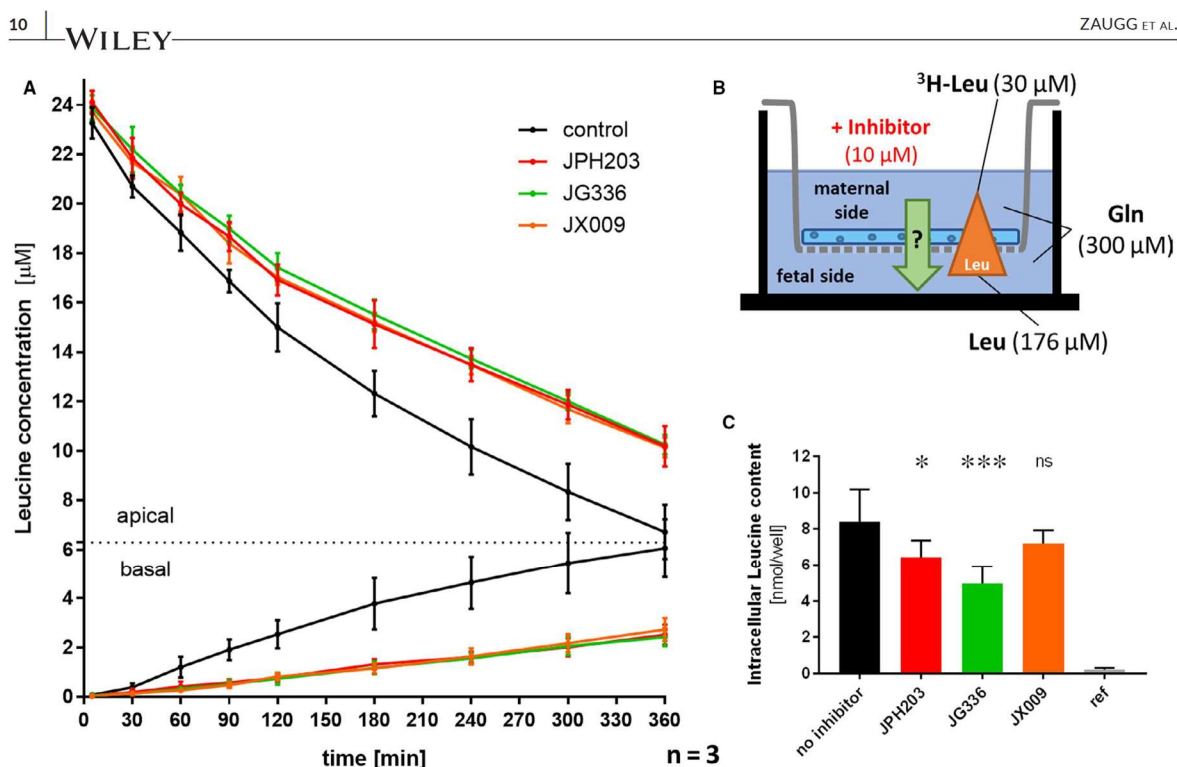 10
WILEY
ZAUGG ET AL.
A
24
22
20
18
16
14
12
10
8
6
4
2
0
Leucine concentration [μM]
control
JPH203
JG336
JX009
apical
basal
0 30 60 90 120 150 180 210 240 270 300 330 360
time [min]
n = 3
B
³H-Leu (30 μM)
+ Inhibitor
(10 μM)
maternal
side
?
Gln
(300 μM)
Leu
fetal side
Leu (176 μM)
C
Intracellular Leucine content
[nmol/well]
12
10
8
6
4
2
0
* *** ns
no inhibitor
JPH203
JG336
JX009
ref